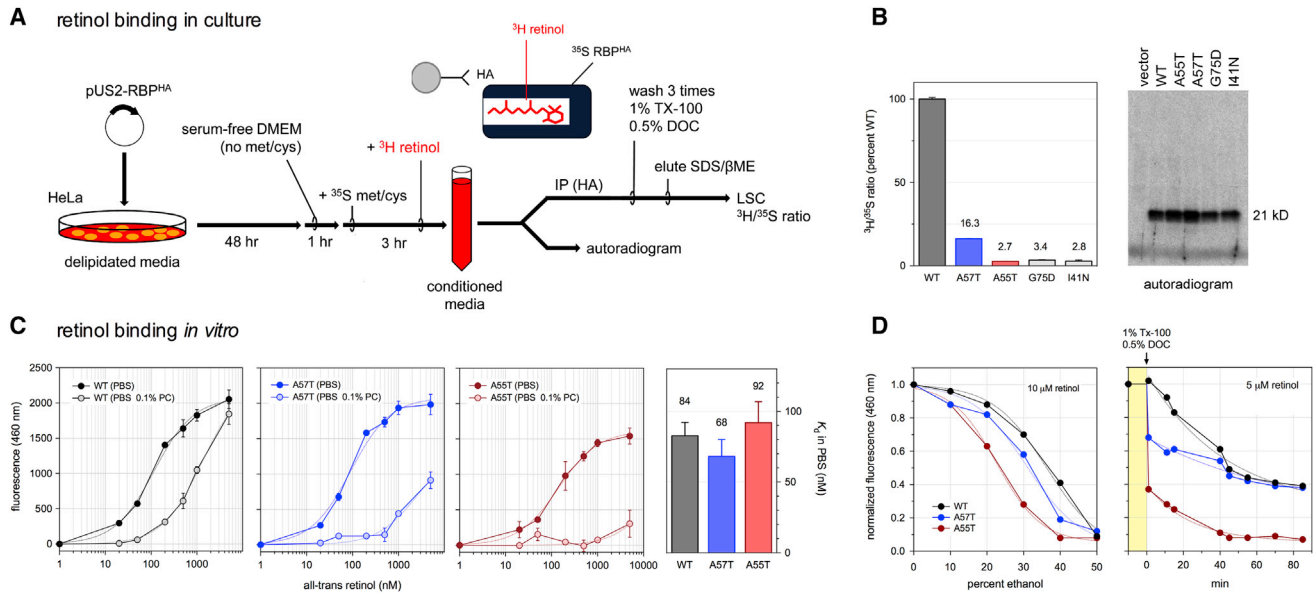 A retinol binding in culture
pUS2-RBPHA
HeLa
delipidated media
48 hr
serum-free DMEM
(no met/cys)
1 hr
+ 35S met/cys
3 hr
+ 3H retinol
HA
3H retinol
35S RBPHA
conditioned
media
wash 3 times
1% TX-100
0.5% DOC
IP (HA)
elute SDS/βME
LSC
3H/35S ratio
autoradiogram
B
3H/35S ratio (percent WT)
100
50
0
16.3
2.7
3.4
2.8
WT A57T A55T G75D I41N
vector
WT
A55T
A57T
G75D
I41N
21 kD
autoradiogram
C retinol binding in vitro
fluorescence (460 nm)
2500
2000
1500
1000
500
0
WT (PBS)
WT (PBS 0.1% PC)
1 10 100 1000
A57T (PBS)
A57T (PBS 0.1% PC)
1 10 100 1000
A55T (PBS)
A55T (PBS 0.1% PC)
1 10 100 1000 10000
all-trans retinol (nM)
84
68
92
WT A57T A55T
100
50
0
Kd in PBS (nM)
D
normalized fluorescence (460 nm)
1.0
0.8
0.6
0.4
0.2
0.0
10 μM retinol
WT
A57T
A55T
0 10 20 30 40 50
percent ethanol
1% Tx-100
0.5% DOC
5 μM retinol
0 20 40 60 80
min